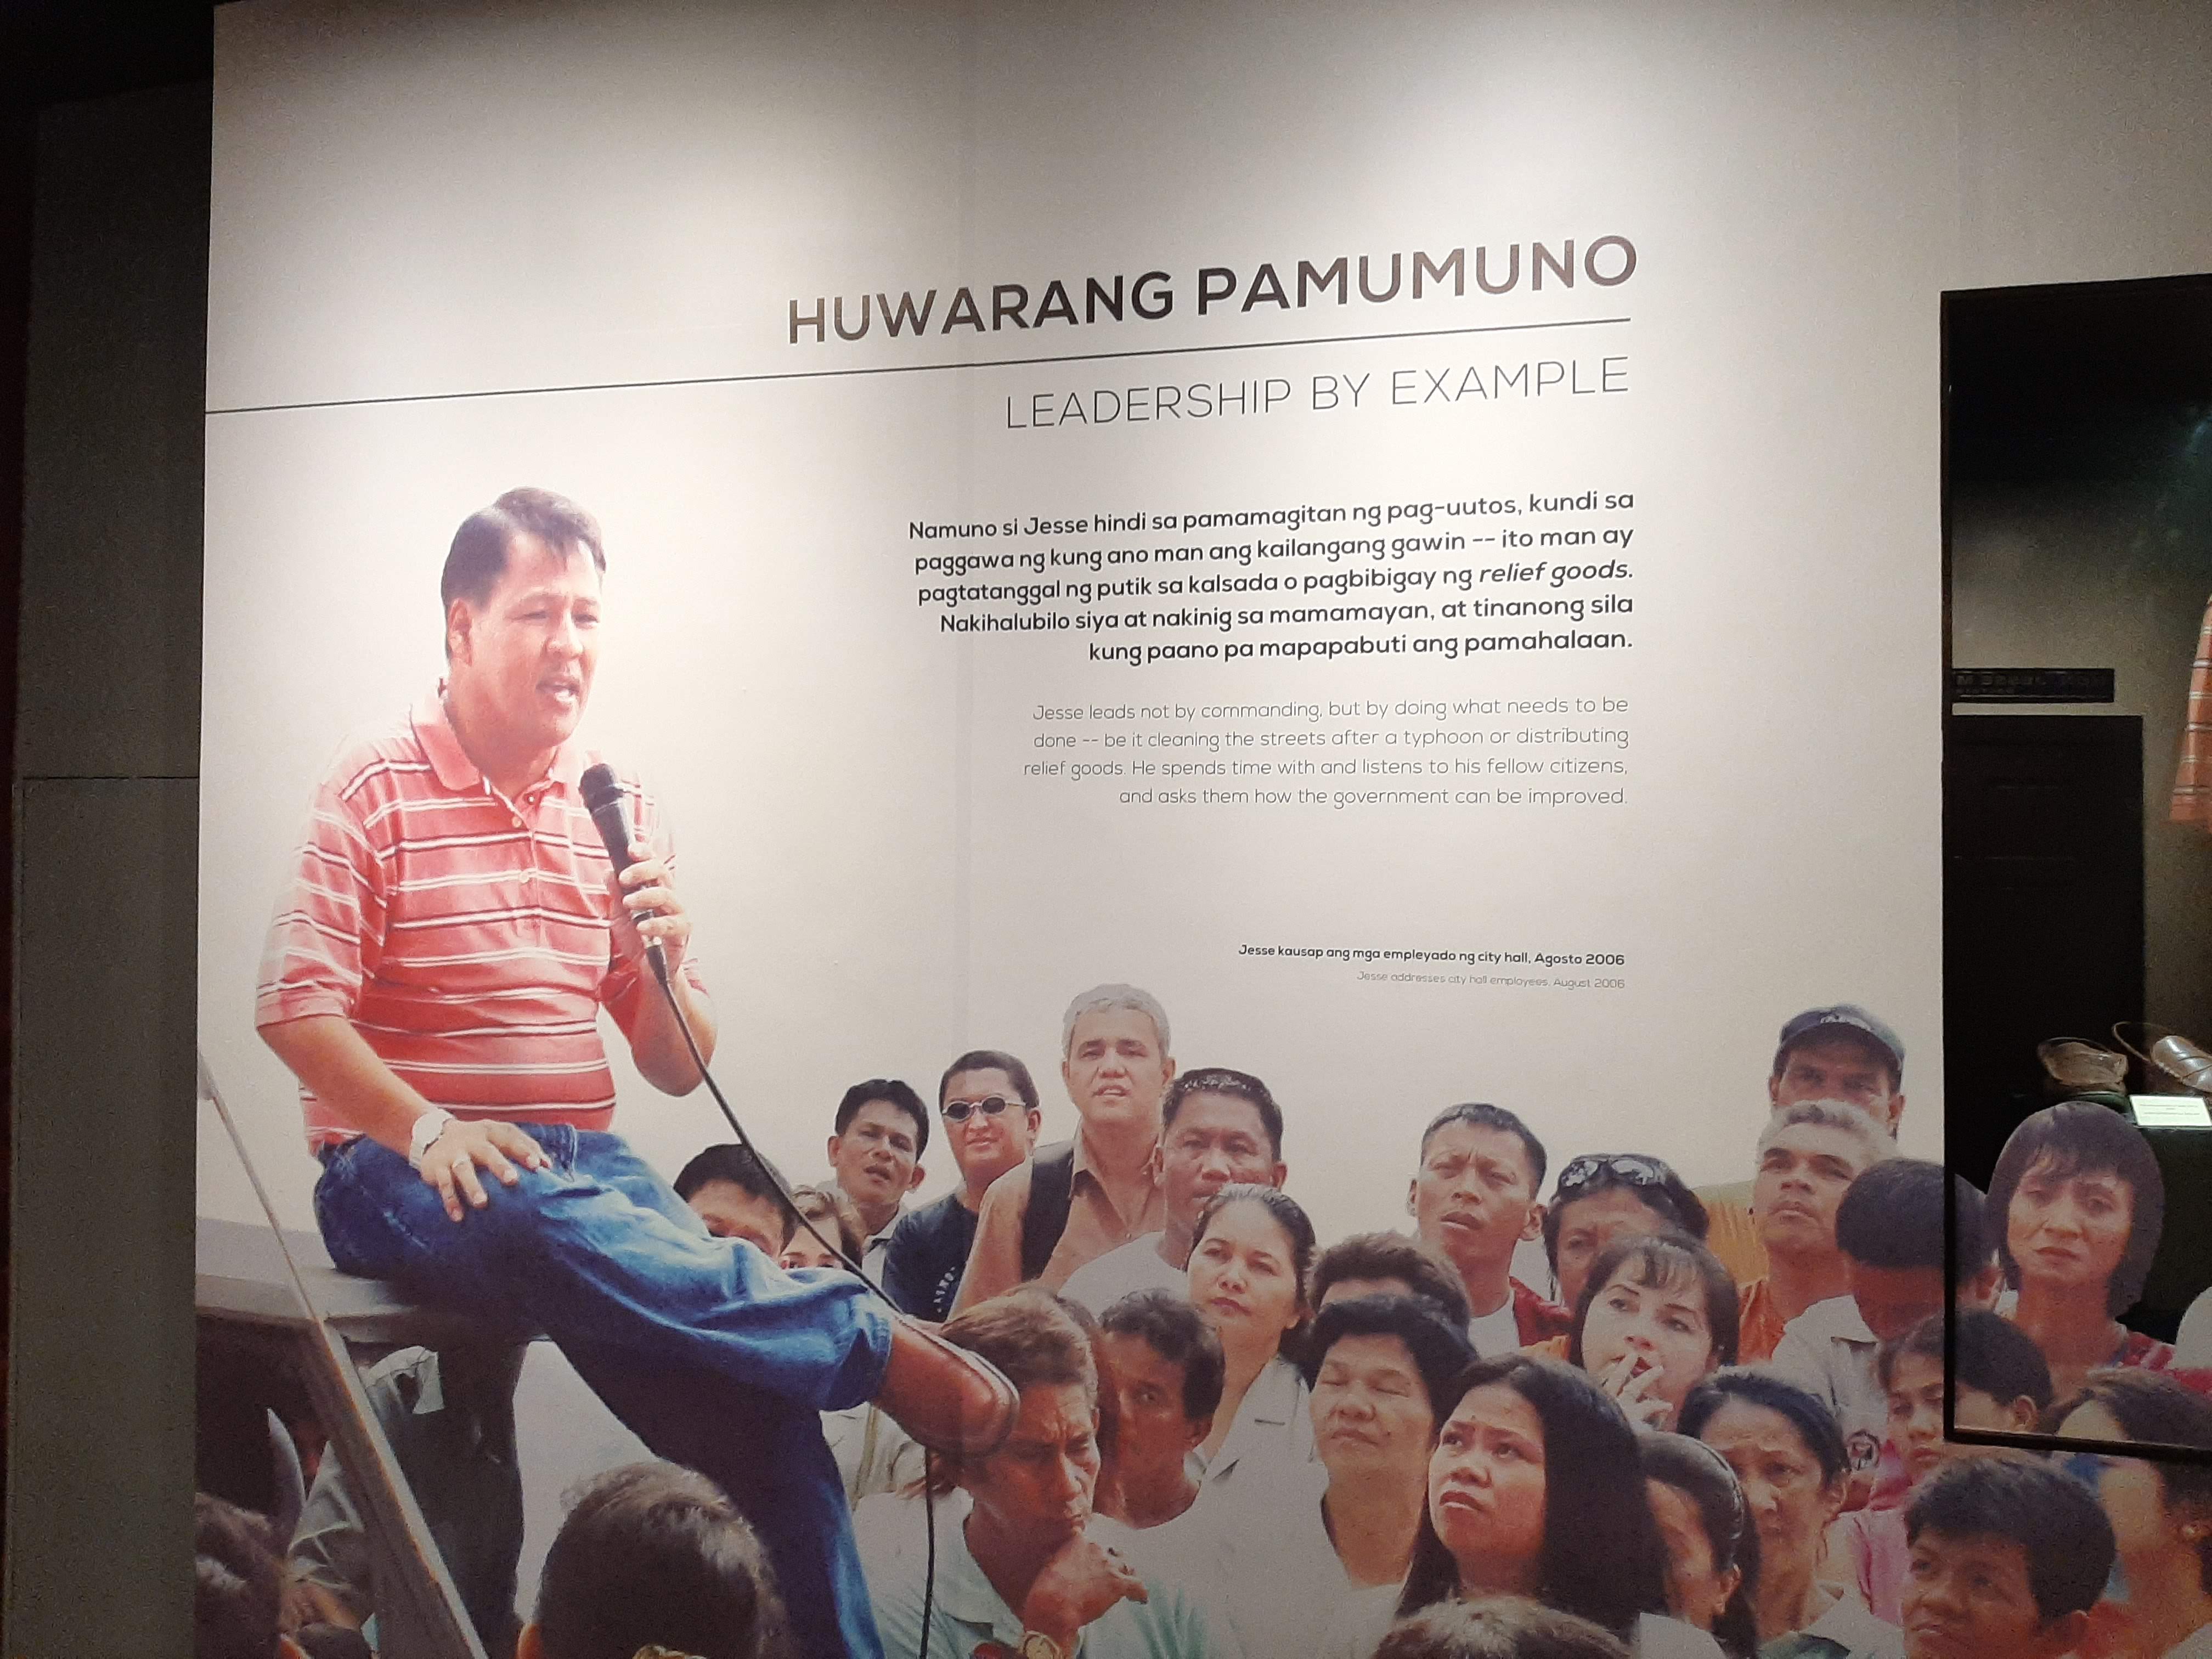 HUWARANG PAMUMUNO
LEADERSHIP BY EXAMPLE
Namuno si Jesse hindi sa pamamagitan ng pag-uutos, kundi sa
paggawa ng kung ano man ang kailangang gawin -- ito man ay
pagtatanggal ng putik sa kalsada o pagbibigay ng relief goods.
Nakihalubilo siya at nakinig sa mamamayan, at tinanong sila
kung paano pa mapapabuti ang pamahalaan.
Jesse leads not by commanding, but by doing what needs to be
done -- be it cleaning the streets after a typhoon or distributing
relief goods. He spends time with and listens to his fellow citizens,
and asks them how the government can be improved.
Jesse kausap ang mga empleyado ng city hall, Agosto 2006
Jesse addresses city hall employees, August 2006